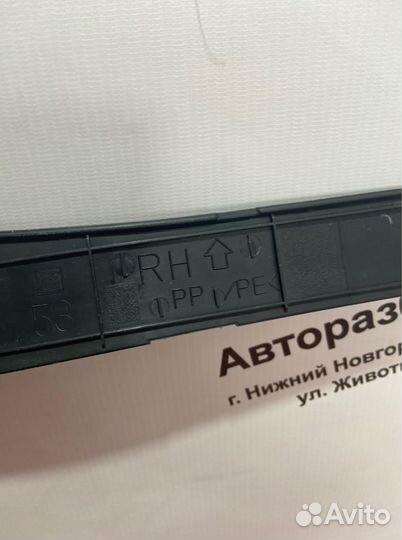 RH
53
PP
PE<
Авторазб
г. Нижний Новгор
ул. Живот
Avito